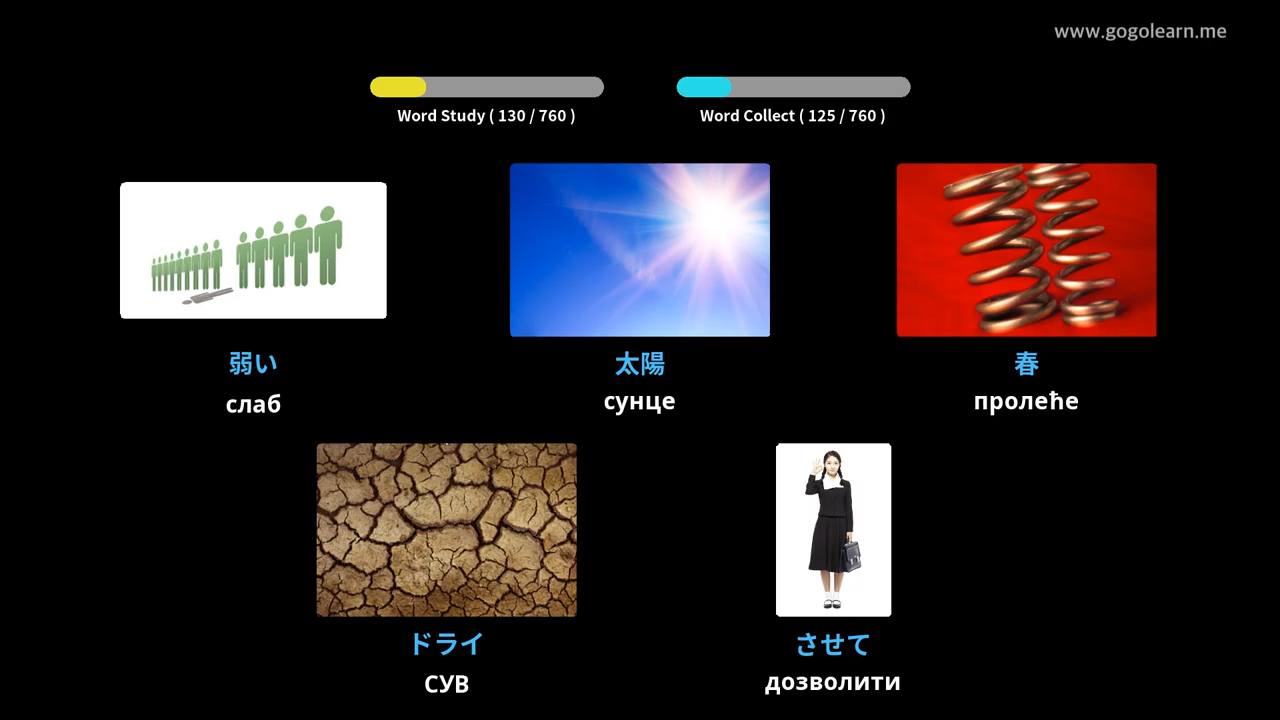 www.gogolearn.me
Word Study ( 130 / 760 )
Word Collect ( 125 / 760 )
弱い
слаб
太陽
сунце
春
пролеће
ドライ
СУВ
させて
дозволити